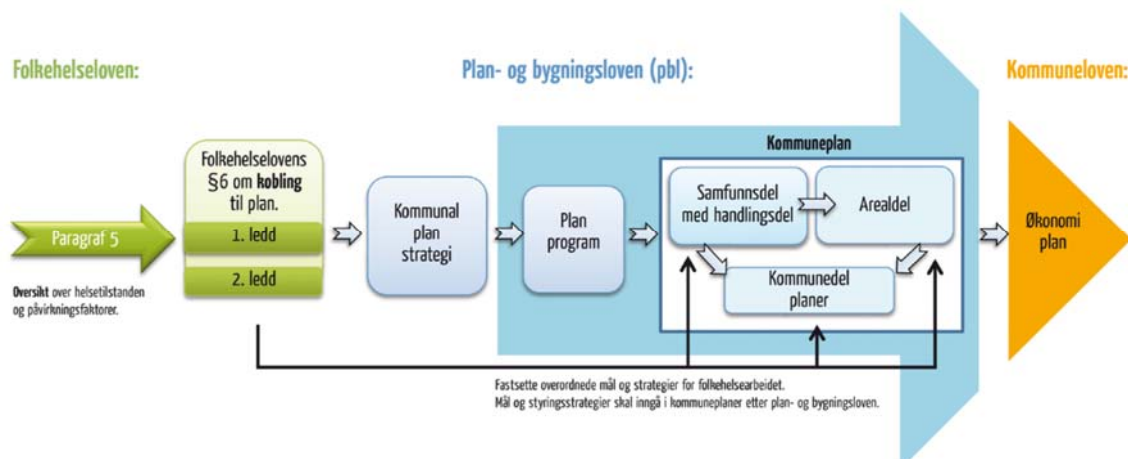 Folkehelseloven:
Plan- og bygningsloven (pbl):
Kommuneloven:
Paragraf 5
Oversikt over helsetilstanden
og påvirkningsfaktorer.
Folkehelselovens
§6 om kobling
til plan.
1. ledd
2. ledd
Kommunal
plan
strategi
Plan
program
Kommuneplan
Samfunnsdel
med handlingsdel
Arealdel
Kommunedel
planer
Økonomi
plan
Fastsette overordnede mål og strategier for folkehelsearbeidet.
Mål og styringsstrategier skal inngå i kommuneplaner etter plan- og bygningsloven.